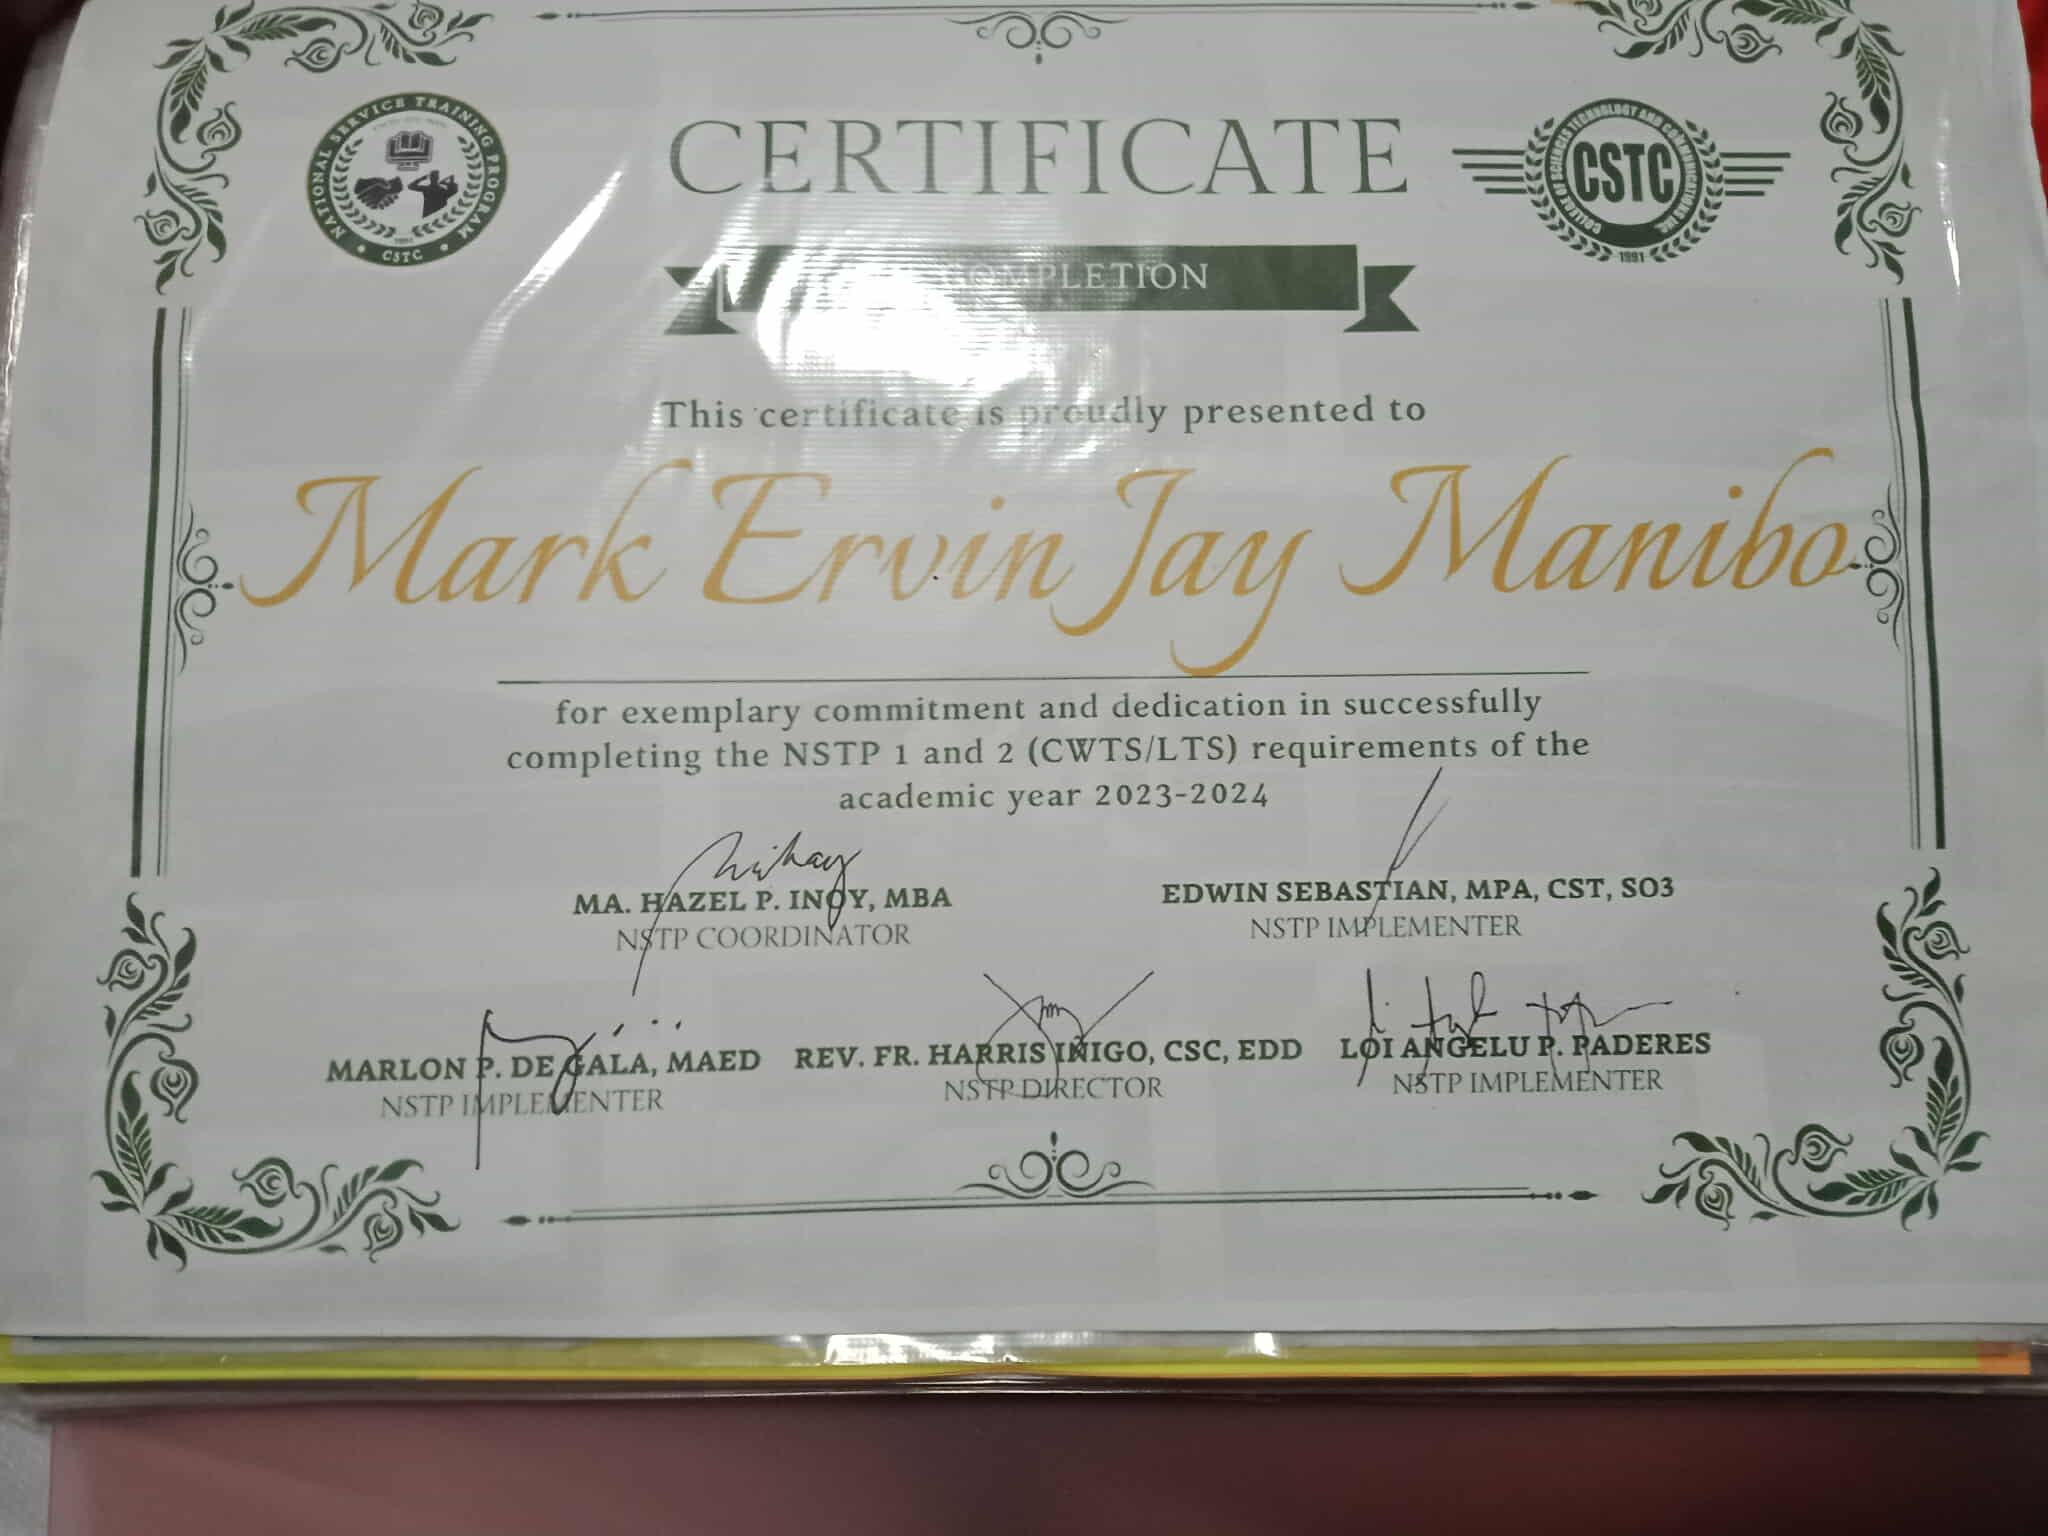 NATIONAL SERVICE TRAINING PROGRAM
1991
CSTC
CERTIFICATE
COLLEGE OF SCIENCES TECHNOLOGY AND COMMUNICATIONS INC.
CSTC
1991
COMPLETION
This certificate is proudly presented to
Mark Ervin Jay Manibo
for exemplary commitment and dedication in successfully
completing the NSTP 1 and 2 (CWTS/LTS) requirements of the
academic year 2023-2024
MA. HAZEL P. INOY, MBA
NSTP COORDINATOR
EDWIN SEBASTIAN, MPA, CST, SO3
NSTP IMPLEMENTER
MARLON P. DE GALA, MAED
NSTP IMPLEMENTER
REV. FR. HARRIS IÑIGO, CSC, EDD
NSTP DIRECTOR
LOI ANGELU P. PADERES
NSTP IMPLEMENTER